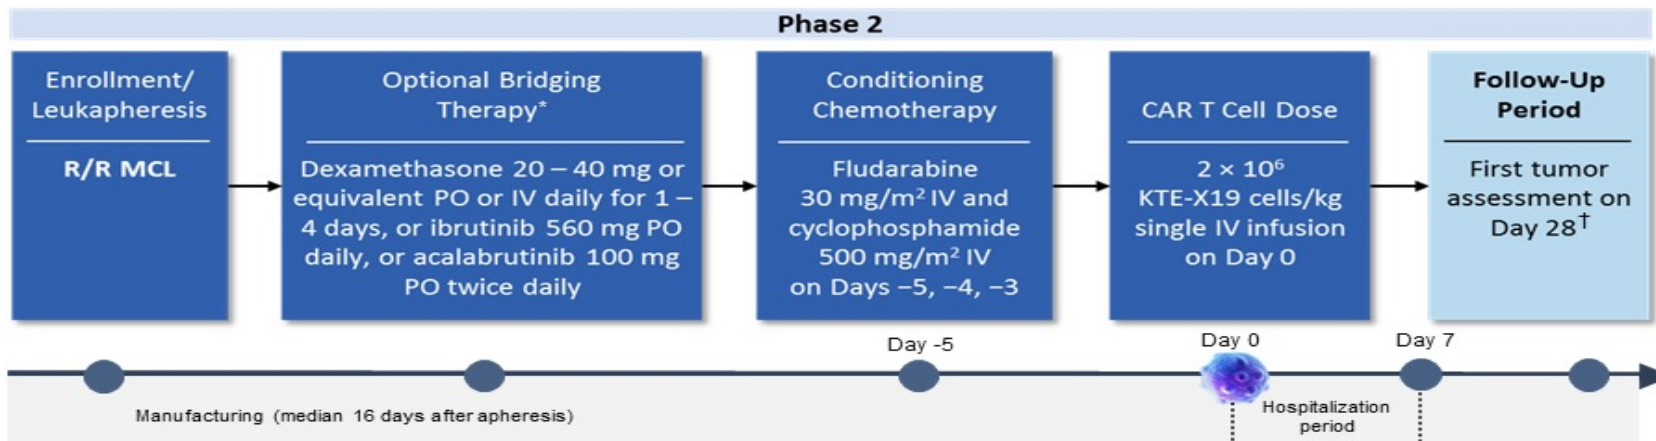 Phase 2
Enrollment/
Leukapheresis
R/R MCL
Optional Bridging
Therapy*
Dexamethasone 20 – 40 mg or
equivalent PO or IV daily for 1 –
4 days, or ibrutinib 560 mg PO
daily, or acalabrutinib 100 mg
PO twice daily
Conditioning
Chemotherapy
Fludarabine
30 mg/m² IV and
cyclophosphamide
500 mg/m² IV
on Days −5, −4, −3
CAR T Cell Dose
2 × 10⁶
KTE-X19 cells/kg
single IV infusion
on Day 0
Follow-Up
Period
First tumor
assessment on
Day 28†
Day -5
Day 0
Day 7
Manufacturing (median 16 days after apheresis)
Hospitalization
period